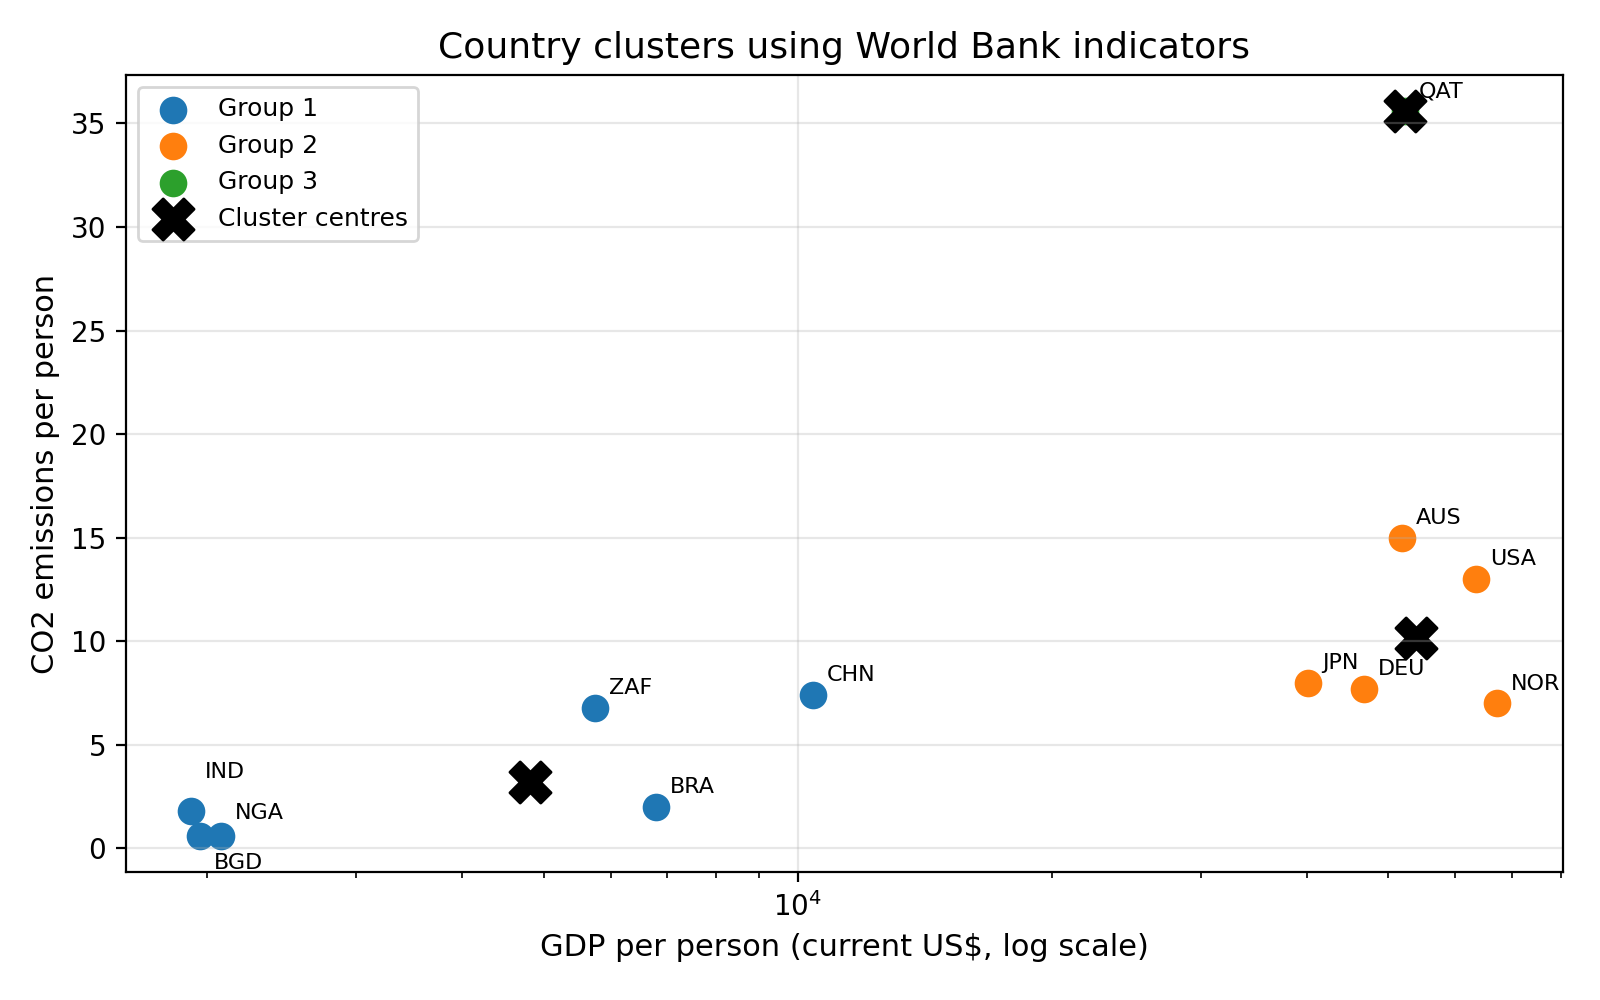 Country clusters using World Bank indicators
Group 1
Group 2
Group 3
Cluster centres
QAT
AUS
USA
JPN
DEU
NOR
CHN
ZAF
BRA
IND
NGA
BGD
35
30
25
20
15
10
5
0
CO2 emissions per person
10⁴
GDP per person (current US$, log scale)